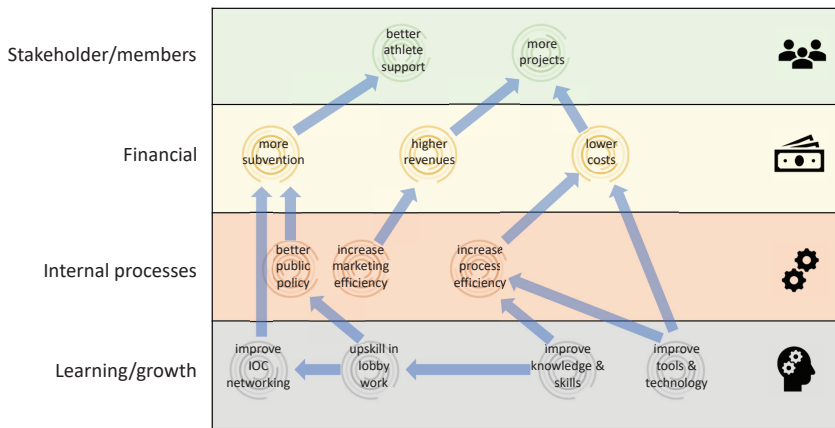 Stakeholder/members
better
athlete
support
more
projects
Financial
more
subvention
higher
revenues
lower
costs
Internal processes
better
public
policy
increase
marketing
efficiency
increase
process
efficiency
Learning/growth
improve
IOC
networking
upskill in
lobby
work
improve
knowledge &
skills
improve
tools &
technology